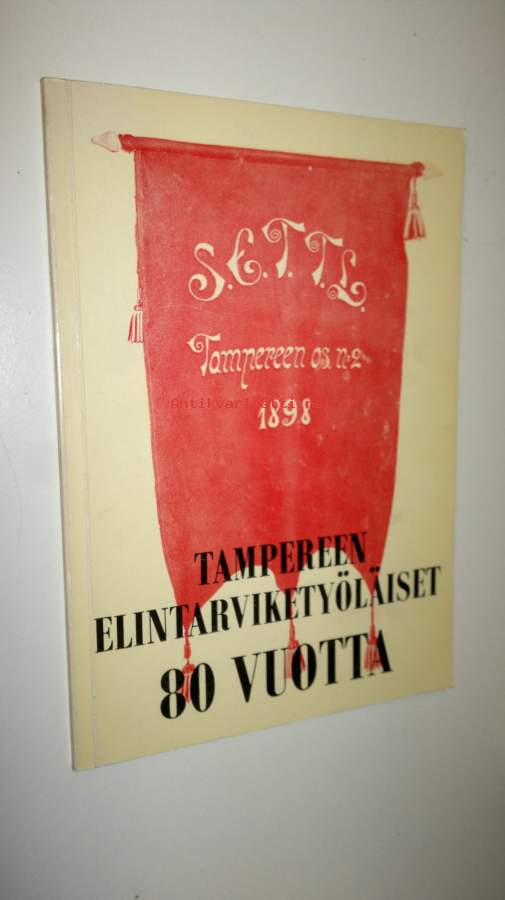 S.E.T.T.L.
Tampereen os. n:2
1898
TAMPEREEN
ELINTARVIKETYÖLÄISET
80 VUOTTA